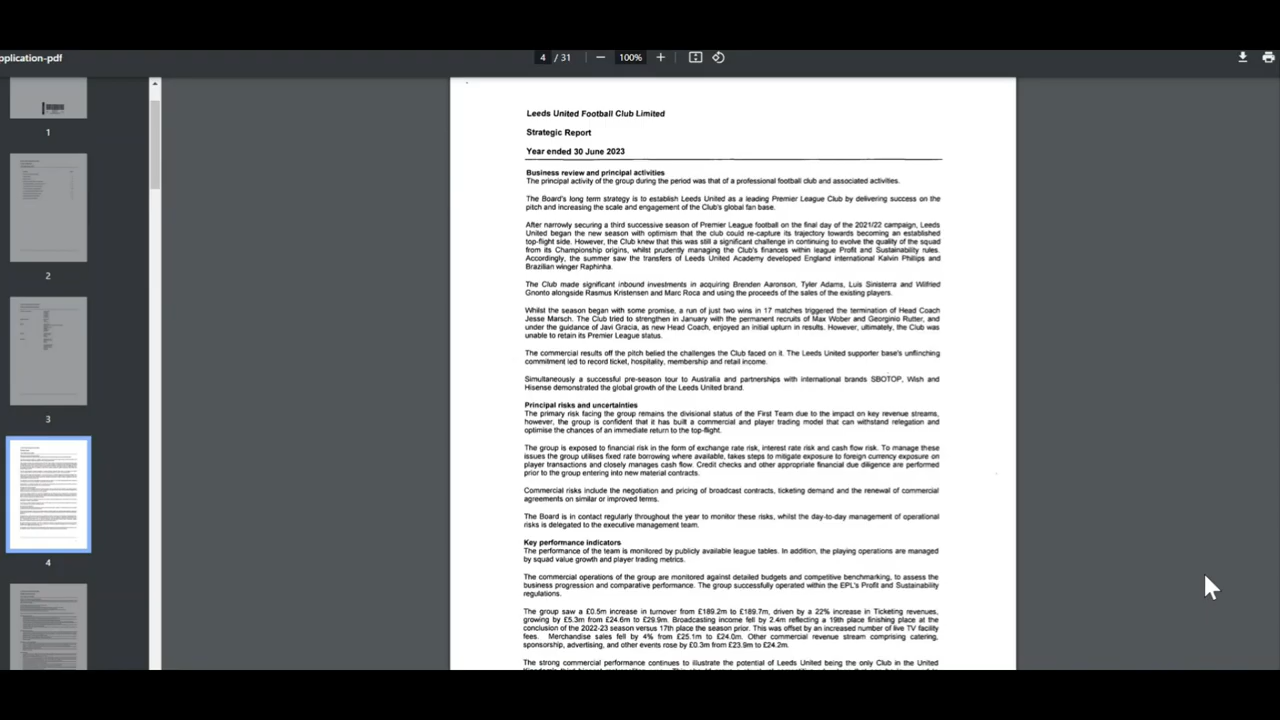 pplication-pdf
4 / 31
100%
1
2
3
4
Leeds United Football Club Limited
Strategic Report
Year ended 30 June 2023
Business review and principal activities
The principal activity of the group during the period was that of a professional football club and associated activities.
The Board's long term strategy is to establish Leeds United as a leading Premier League Club by delivering success on the
pitch and increasing the scale and engagement of the Club's global fan base.
After narrowly securing a third successive season of Premier League football on the final day of the 2021/22 campaign, Leeds
United began the new season with optimism that the club could re-capture its trajectory towards becoming an established
top-flight side. However, the Club knew that this was still a significant challenge in continuing to evolve the quality of the squad
from its Championship origins, whilst prudently managing the Club's finances within league Profit and Sustainability rules.
Accordingly, the summer saw the transfers of Leeds United Academy developed England international Kalvin Phillips and
Brazilian winger Raphinha.
The Club made significant inbound investments in acquiring Brenden Aaronson, Tyler Adams, Luis Sinisterra and Wilfried
Gnonto alongside Rasmus Kristensen and Marc Roca and using the proceeds of the sales of the existing players.
Whilst the season began with some promise, a run of just two wins in 17 matches triggered the termination of Head Coach
Jesse Marsch. The Club tried to strengthen in January with the permanent recruits of Max Wober and Georginio Rutter, and
under the guidance of Javi Gracia, as new Head Coach, enjoyed an initial upturn in results. However, ultimately, the Club was
unable to retain its Premier League status.
The commercial results off the pitch belied the challenges the Club faced on it. The Leeds United supporter base's unflinching
commitment led to record ticket, hospitality, membership and retail income.
Simultaneously a successful pre-season tour to Australia and partnerships with international brands SBOTOP, Wish and
Hisense demonstrated the global growth of the Leeds United brand.
Principal risks and uncertainties
The primary risk facing the group remains the divisional status of the First Team due to the impact on key revenue streams,
however, the group is confident that it has built a commercial and player trading model that can withstand relegation and
optimise the chances of an immediate return to the top-flight.
The group is exposed to financial risk in the form of exchange rate risk, interest rate risk and cash flow risk. To manage these
issues the group utilises fixed rate borrowing where available, takes steps to mitigate exposure to foreign currency exposure on
player transactions and closely manages cash flow. Credit checks and other appropriate financial due diligence are performed
prior to the group entering into new material contracts.
Commercial risks include the negotiation and pricing of broadcast contracts, ticketing demand and the renewal of commercial
agreements on similar or improved terms.
The Board is in contact regularly throughout the year to monitor these risks, whilst the day-to-day management of operational
risks is delegated to the executive management team.
Key performance indicators
The performance of the team is monitored by publicly available league tables. In addition, the playing operations are managed
by squad value growth and player trading metrics.
The commercial operations of the group are monitored against detailed budgets and competitive benchmarking, to assess the
business progression and comparative performance. The group successfully operated within the EPL's Profit and Sustainability
regulations.
The group saw a £0.5m increase in turnover from £189.2m to £189.7m, driven by a 22% increase in Ticketing revenues,
growing by £5.3m from £24.6m to £29.9m. Broadcasting income fell by 2.4m reflecting a 19th place finishing place at the
conclusion of the 2022-23 season versus 17th place the season prior. This was offset by an increased number of live TV facility
fees. Merchandise sales fell by 4% from £25.1m to £24.0m. Other commercial revenue stream comprising catering,
sponsorship, advertising, and other events rose by £0.3m from £23.9m to £24.2m.
The strong commercial performance continues to illustrate the potential of Leeds United being the only Club in the United